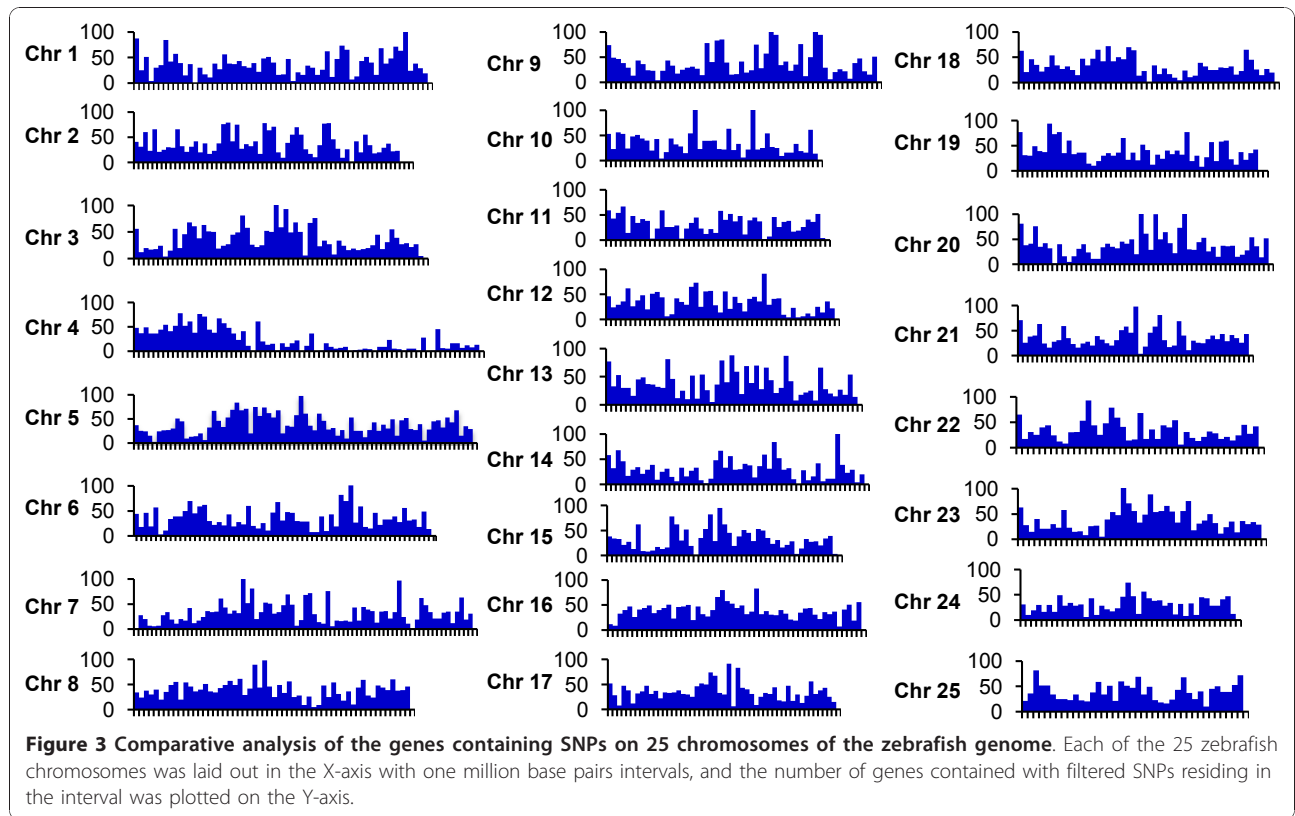 Chr 1
100
50
0
Chr 2
100
50
0
Chr 3
100
50
0
Chr 4
100
50
0
Chr 5
100
50
0
Chr 6
100
50
0
Chr 7
100
50
0
Chr 8
100
50
0
Chr 9
100
50
0
Chr 10
100
50
0
Chr 11
100
50
0
Chr 12
100
50
0
Chr 13
100
50
0
Chr 14
100
50
0
Chr 15
100
50
0
Chr 16
100
50
0
Chr 17
100
50
0
Chr 18
100
50
0
Chr 19
100
50
0
Chr 20
100
50
0
Chr 21
100
50
0
Chr 22
100
50
0
Chr 23
100
50
0
Chr 24
100
50
0
Chr 25
100
50
0
Figure 3 Comparative analysis of the genes containing SNPs on 25 chromosomes of the zebrafish genome. Each of the 25 zebrafish
chromosomes was laid out in the X-axis with one million base pairs intervals, and the number of genes contained with filtered SNPs residing in
the interval was plotted on the Y-axis.